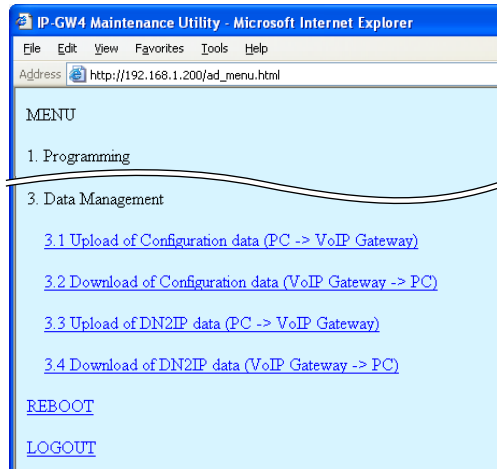 IP-GW4 Maintenance Utility - Microsoft Internet Explorer
File Edit View Favorites Tools Help
Address http://192.168.1.200/ad_menu.html
MENU
1. Programming
3. Data Management
3.1 Upload of Configuration data (PC -> VoIP Gateway)
3.2 Download of Configuration data (VoIP Gateway -> PC)
3.3 Upload of DN2IP data (PC -> VoIP Gateway)
3.4 Download of DN2IP data (VoIP Gateway -> PC)
REBOOT
LOGOUT